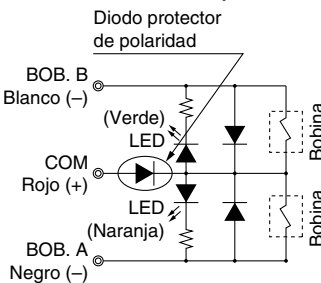 Diodo protector
de polaridad
BOB. B
Blanco (–)
(Verde)
LED
Bobina
COM
Rojo (+)
LED
(Naranja)
Bobina
BOB. A
Negro (–)